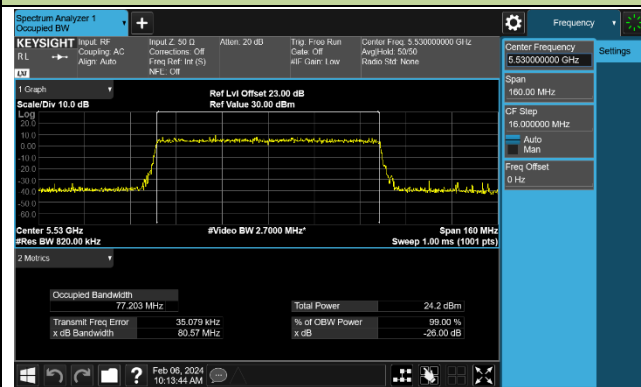 Spectrum Analyzer 1
Occupied BW
Frequency
KEYSIGHT
Input: RF
Input Z: 50 Ω
Atten: 20 dB
Trig: Free Run
Center Freq: 5.530000000 GHz
RL
Coupling: AC
Corrections: Off
Gate: Off
Avg|Hold: 50/50
Align: Auto
Freq Ref: Int (S)
#IF Gain: Low
Radio Std: None
LXI
NFE: Off
Center Frequency
5.530000000 GHz
Settings
Span
160.00 MHz
CF Step
16.000000 MHz
Auto
Man
Freq Offset
0 Hz
1 Graph
Ref Lvl Offset 23.00 dB
Scale/Div 10.0 dB
Ref Value 30.00 dBm
Log
20.0
10.0
0.00
-10.0
-20.0
-30.0
-40.0
-50.0
-60.0
Center 5.53 GHz
#Video BW 2.7000 MHz*
Span 160 MHz
#Res BW 820.00 kHz
Sweep 1.00 ms (1001 pts)
2 Metrics
Occupied Bandwidth
77.203 MHz
Total Power
24.2 dBm
Transmit Freq Error
35.079 kHz
% of OBW Power
99.00 %
x dB Bandwidth
80.57 MHz
x dB
-26.00 dB
Feb 06, 2024
10:13:44 AM